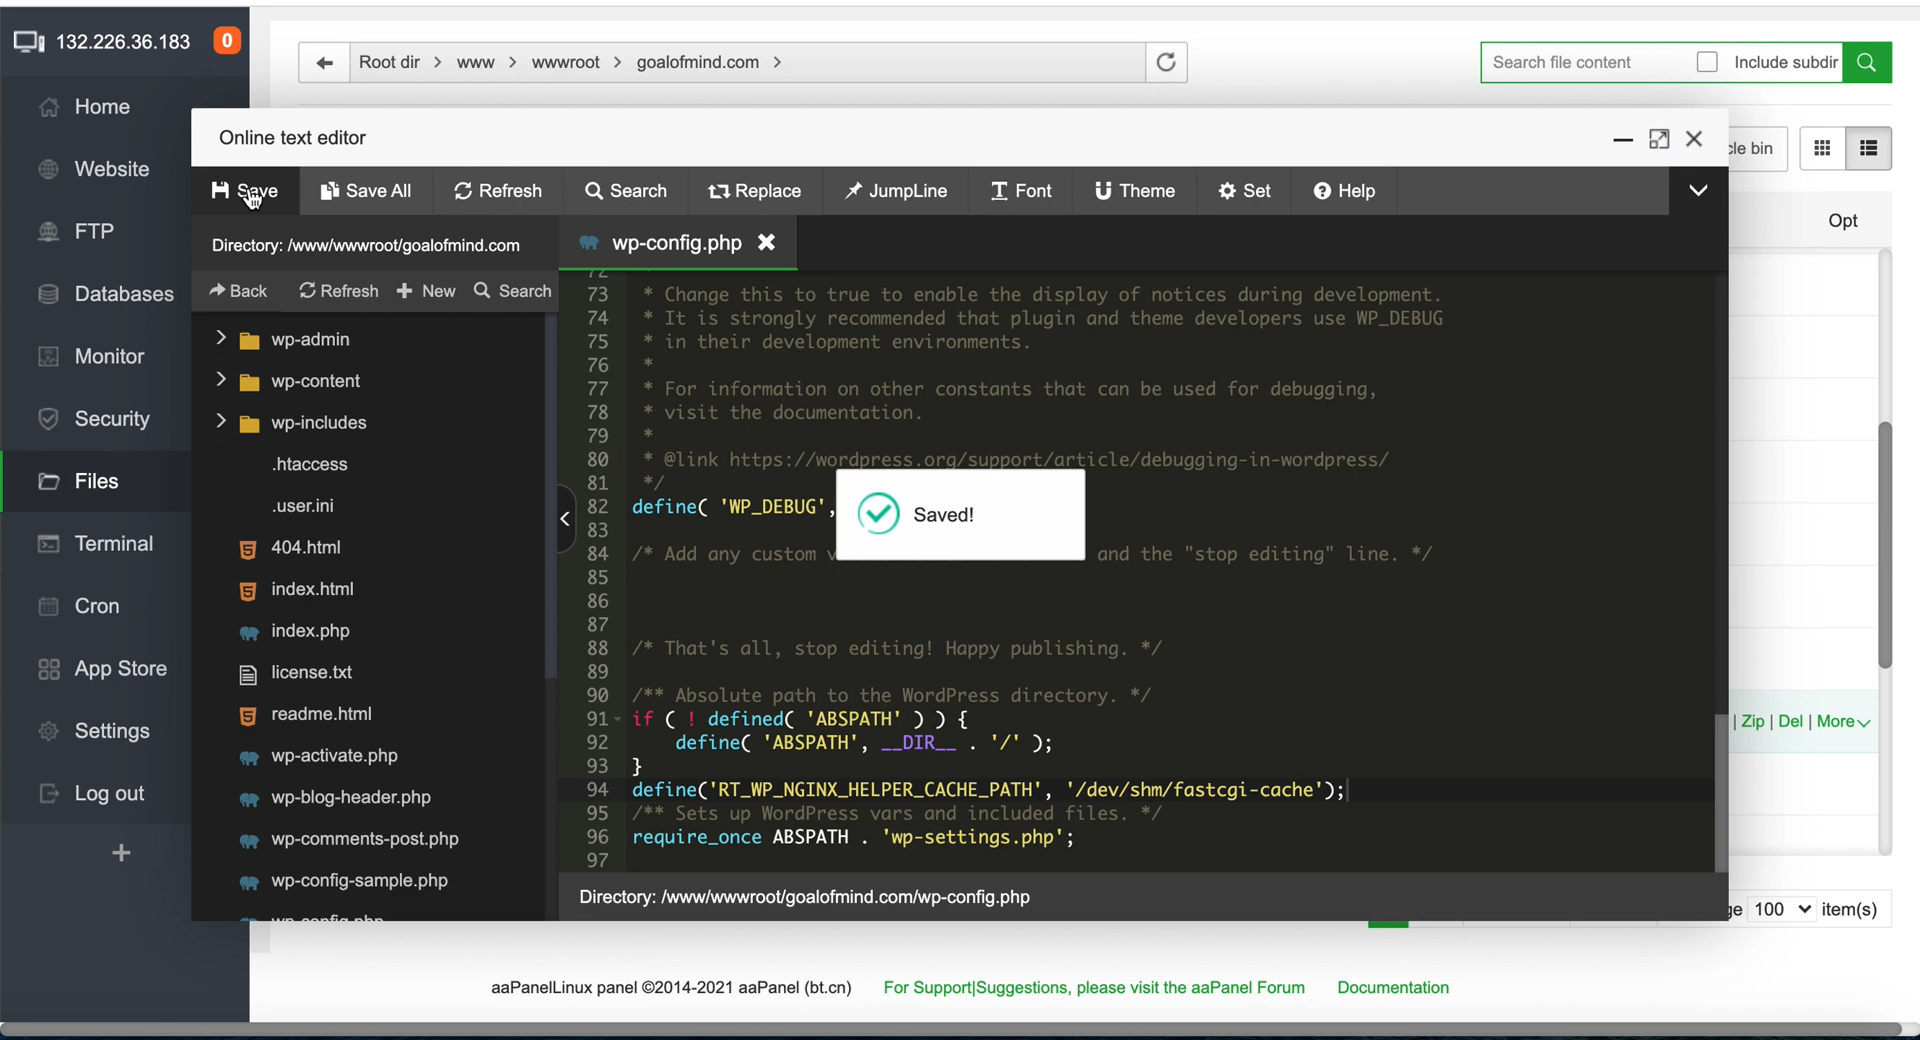 132.226.36.183 0
Home
Website
FTP
Databases
Monitor
Security
Files
Terminal
Cron
App Store
Settings
Log out
+
Root dir > www > wwwroot > goalofmind.com >
Search file content Include subdir
Online text editor
Save Save All Refresh Search Replace JumpLine Font Theme Set Help
Directory: /www/wwwroot/goalofmind.com
Back Refresh New Search
wp-admin
wp-content
wp-includes
.htaccess
.user.ini
404.html
index.html
index.php
license.txt
readme.html
wp-activate.php
wp-blog-header.php
wp-comments-post.php
wp-config-sample.php
wp-config.php
wp-config.php
72
73 * Change this to true to enable the display of notices during development.
74 * It is strongly recommended that plugin and theme developers use WP_DEBUG
75 * in their development environments.
76 *
77 * For information on other constants that can be used for debugging,
78 * visit the documentation.
79 *
80 * @link https://wordpress.org/support/article/debugging-in-wordpress/
81 */
82 define( 'WP_DEBUG',
83
84 /* Add any custom v and the "stop editing" line. */
85
86
87
88 /* That's all, stop editing! Happy publishing. */
89
90 /** Absolute path to the WordPress directory. */
91 if ( ! defined( 'ABSPATH' ) ) {
92 define( 'ABSPATH', __DIR__ . '/' );
93 }
94 define('RT_WP_NGINX_HELPER_CACHE_PATH', '/dev/shm/fastcgi-cache');
95 /** Sets up WordPress vars and included files. */
96 require_once ABSPATH . 'wp-settings.php';
97
Saved!
Directory: /www/wwwroot/goalofmind.com/wp-config.php
cle bin
Opt
| Zip | Del | More
ge 100 item(s)
aaPanelLinux panel ©2014-2021 aaPanel (bt.cn) For Support|Suggestions, please visit the aaPanel Forum Documentation